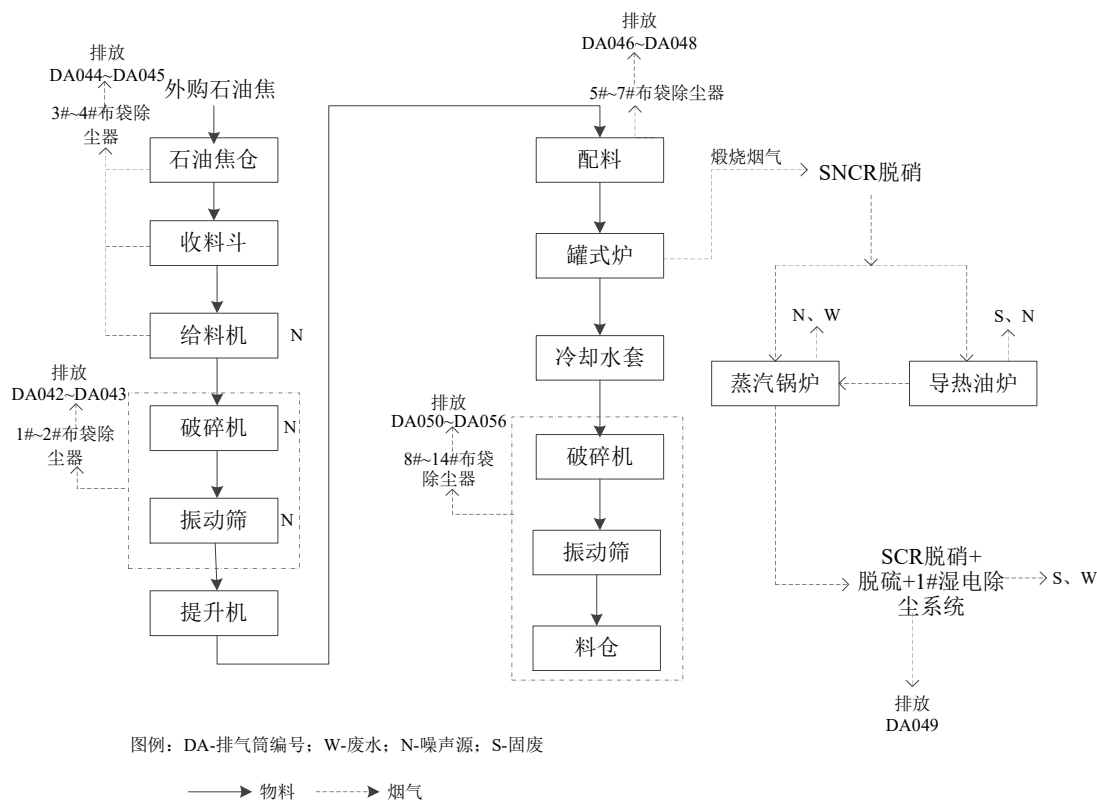 排放
DA044~DA045
3#~4#布袋除
尘器
外购石油焦
石油焦仓
收料斗
给料机
N
排放
DA042~DA043
1#~2#布袋除
尘器
破碎机
N
振动筛
N
提升机
排放
DA046~DA048
5#~7#布袋除尘器
配料
罐式炉
冷却水套
排放
DA050~DA056
8#~14#布袋
除尘器
破碎机
振动筛
料仓
煅烧烟气
SNCR脱硝
N、W
S、N
蒸汽锅炉
导热油炉
SCR脱硝+
脱硫+1#湿电除
尘系统
S、W
排放
DA049
图例：DA-排气筒编号；W-废水；N-噪声源；S-固废
物料
烟气